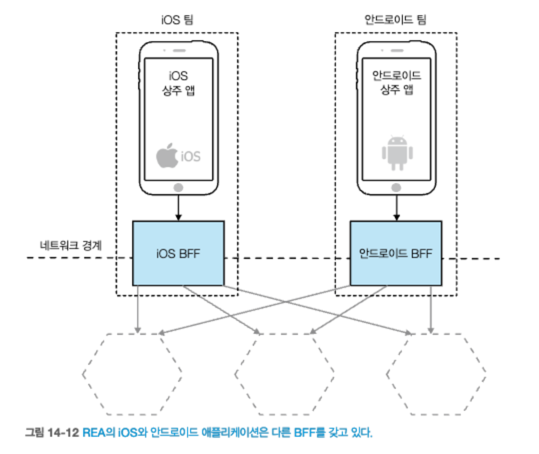 iOS 팀
안드로이드 팀
iOS
상주 앱
iOS
안드로이드
상주 앱
네트워크 경계
iOS BFF
안드로이드 BFF
그림 14-12 REA의 iOS와 안드로이드 애플리케이션은 다른 BFF를 갖고 있다.